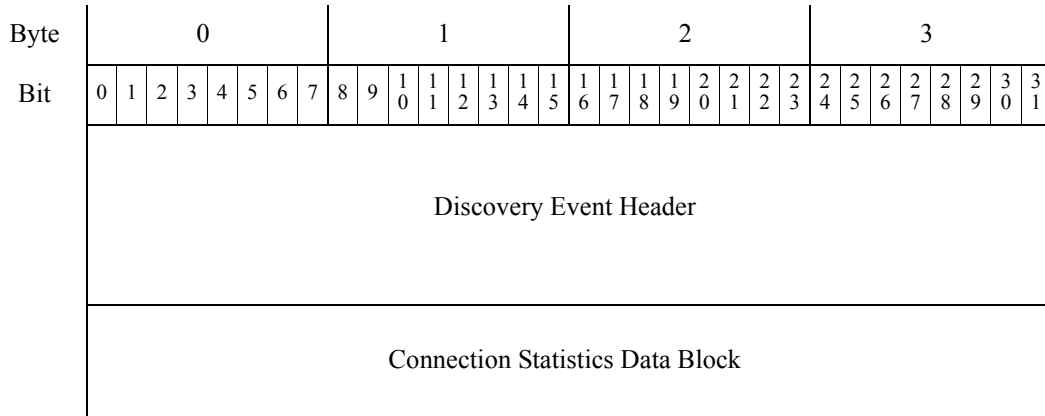 Byte 0 1 2 3
Bit 0 1 2 3 4 5 6 7 8 9 10 11 12 13 14 15 16 17 18 19 20 21 22 23 24 25 26 27 28 29 30 31
Discovery Event Header
Connection Statistics Data Block